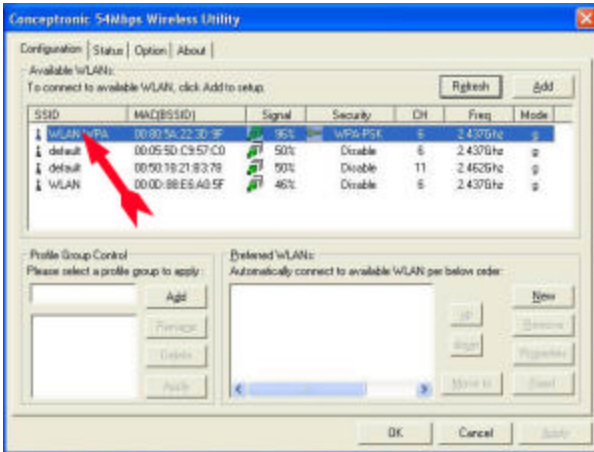 Conceptronic 54Mbps Wireless Utility
Configuration Status Option About
Available WLANs:
To connect to available WLAN, click Add to setup.
Refresh Add
SSID MAC(BSSID) Signal Security CH Freq Mode
WLAN WPA 00:80:5A:22:3D:9F 96% WPA-PSK 6 2.437Ghz g
default 00:05:5D:C9:57:C0 50% Disable 6 2.437Ghz g
default 00:50:18:21:83:78 50% Disable 11 2.462Ghz g
WLAN 00:0D:88:E6:A0:5F 46% Disable 6 2.437Ghz g
Profile Group Control
Please select a profile group to apply:
Add
Rename
Delete
Apply
Preferred WLANs:
Automatically connect to available WLAN per below order:
New
UP
Remove
down
Properties
Move to
OK Cancel Apply